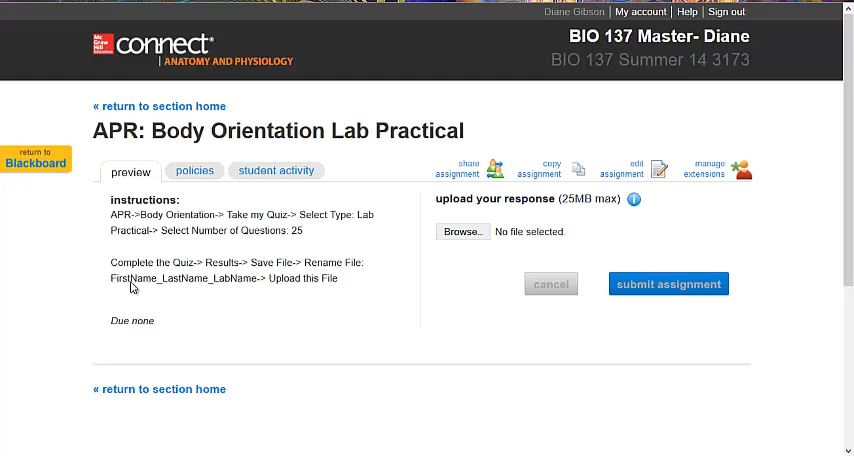 Diane Gibson | My account | Help | Sign out
Mc Graw Hill Education
connect®
| ANATOMY AND PHYSIOLOGY
BIO 137 Master- Diane
BIO 137 Summer 14 3173
« return to section home
APR: Body Orientation Lab Practical
return to
Blackboard
preview
policies
student activity
share
assignment
copy
assignment
edit
assignment
manage
extensions
instructions:
APR->Body Orientation-> Take my Quiz-> Select Type: Lab
Practical-> Select Number of Questions: 25
Complete the Quiz-> Results-> Save File-> Rename File:
FirstName_LastName_LabName-> Upload this File
Due none
upload your response (25MB max) i
Browse... No file selected.
cancel
submit assignment
« return to section home